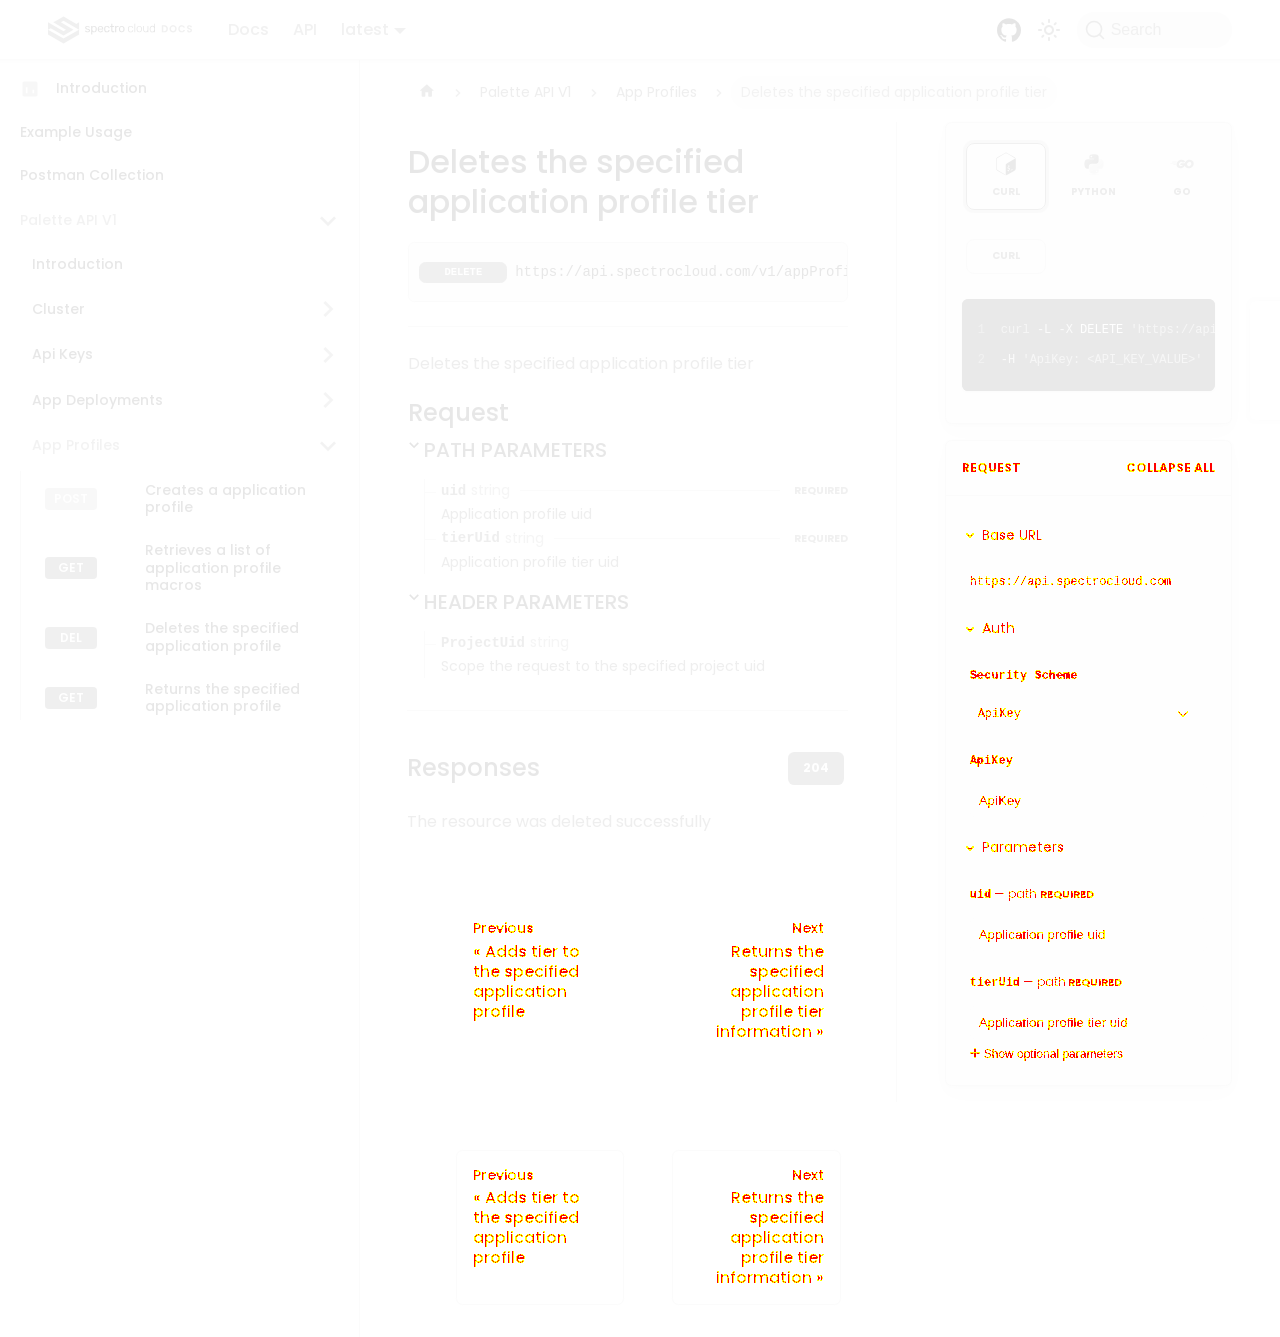 spectro cloud DOCS
Docs
API
latest
Search
Introduction
Example Usage
Postman Collection
Palette API V1
Introduction
Cluster
Api Keys
App Deployments
App Profiles
POST Creates a application
profile
GET Retrieves a list of
application profile
macros
DEL Deletes the specified
application profile
GET Returns the specified
application profile
Palette API V1
App Profiles
Deletes the specified application profile tier
Deletes the specified
application profile tier
DELETE https://api.spectrocloud.com/v1/appProfi
Deletes the specified application profile tier
Request
PATH PARAMETERS
uid string REQUIRED
Application profile uid
tierUid string REQUIRED
Application profile tier uid
HEADER PARAMETERS
ProjectUid string
Scope the request to the specified project uid
Responses
204
The resource was deleted successfully
Previous
« Adds tier to
the specified
application
profile
Next
Returns the
specified
application
profile tier
information »
Previous
« Adds tier to
the specified
application
profile
Next
Returns the
specified
application
profile tier
information »
CURL
PYTHON
GO
CURL
1 curl -L -X DELETE 'https://api
2 -H 'ApiKey: <API_KEY_VALUE>'
REQUEST
COLLAPSE ALL
Base URL
https://api.spectrocloud.com
Auth
Security Scheme
ApiKey
ApiKey
ApiKey
Parameters
uid — path REQUIRED
Application profile uid
tierUid — path REQUIRED
Application profile tier uid
Show optional parameters